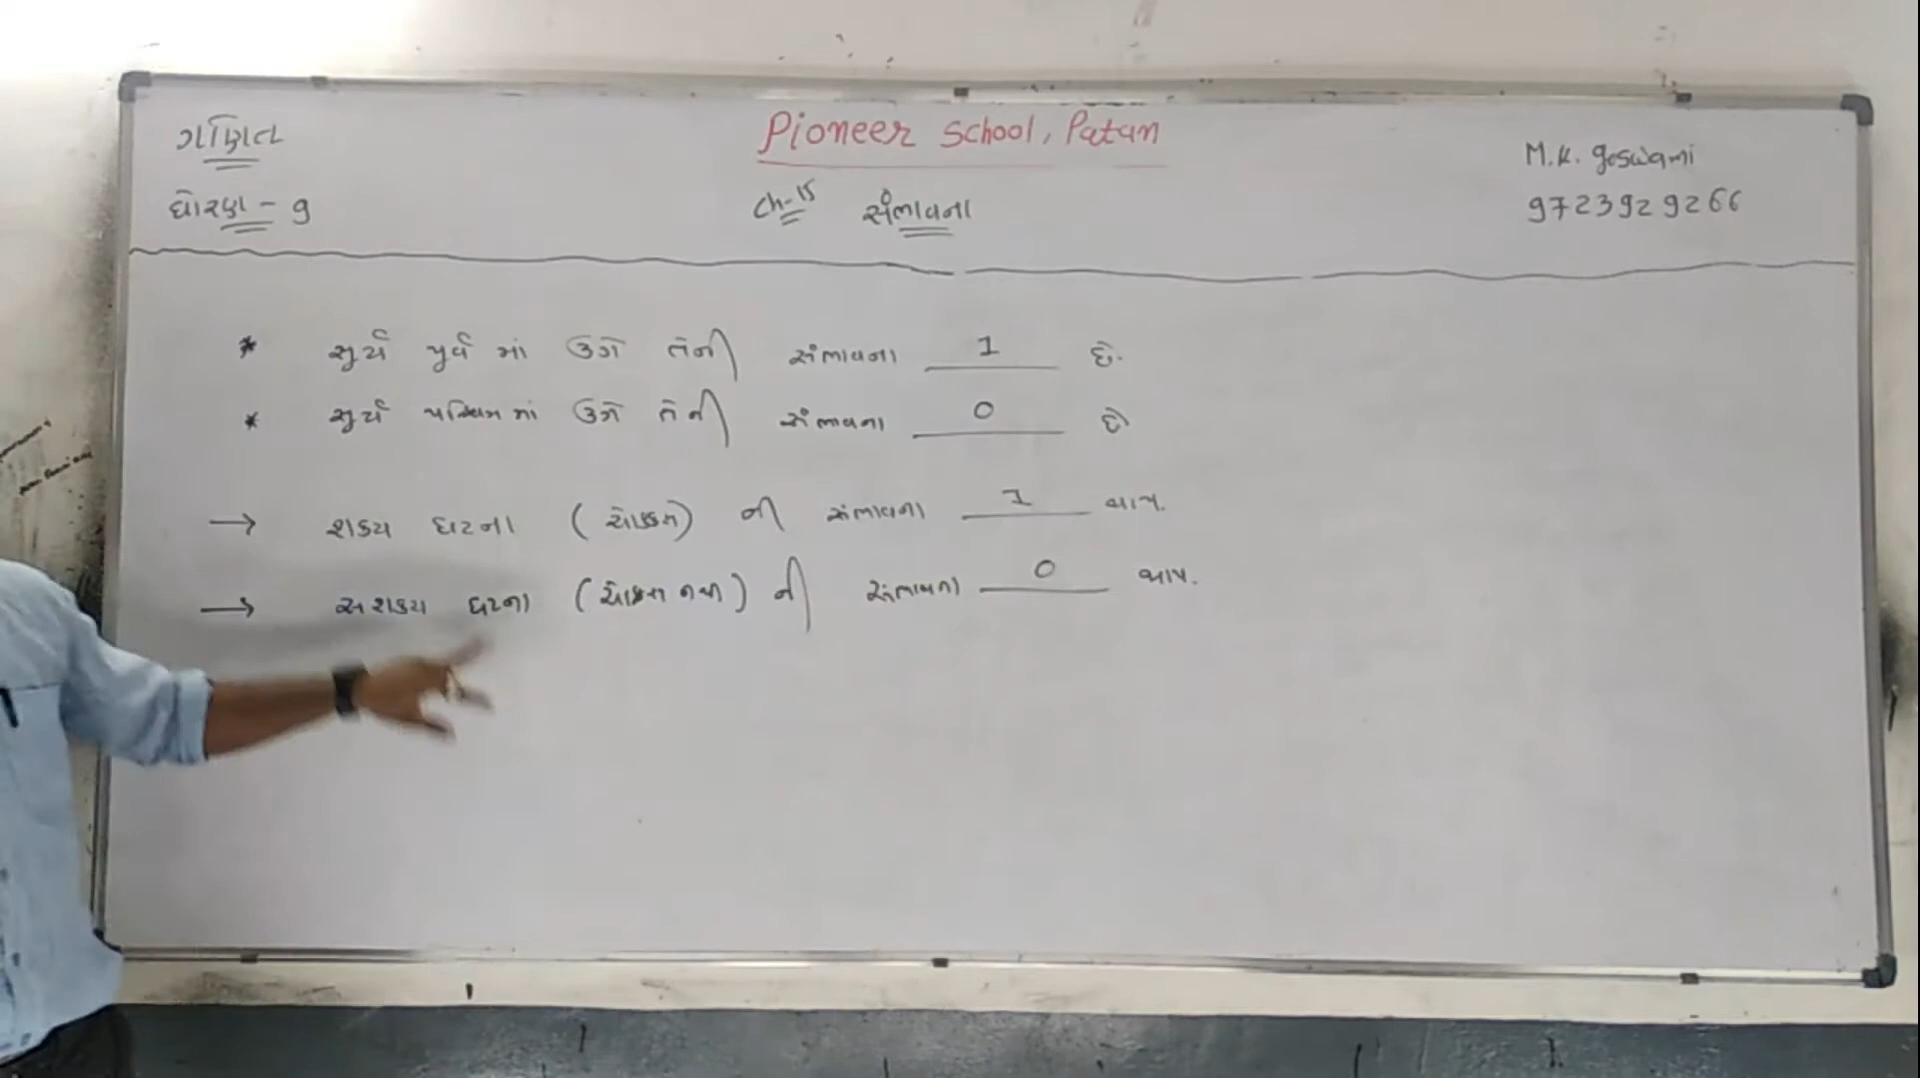 Pioneer School, Patan
ગણિત
M.K. Goswami
ધોરણ - 9
Ch-15 સંભાવના
9723929266
* સૂર્ય પૂર્વ માં ઉગે તેની સંભાવના 1 છે.
* સૂર્ય પશ્ચિમ માં ઉગે તેની સંભાવના 0 છે
→ શક્ય ઘટના (ચોક્કસ) ની સંભાવના 1 થાય.
→ અશક્ય ઘટના (ચોક્કસ નથી) ની સંભાવના 0 થાય.